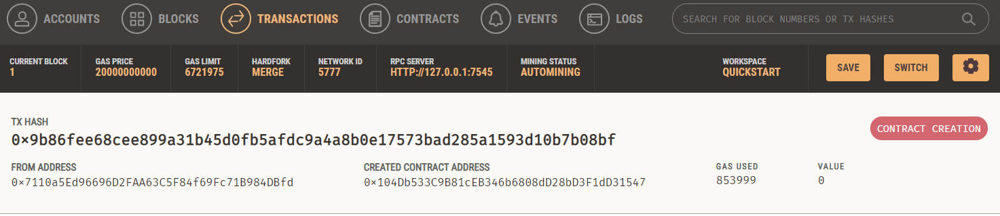 ACCOUNTS BLOCKS TRANSACTIONS CONTRACTS EVENTS LOGS SEARCH FOR BLOCK NUMBERS OR TX HASHES
CURRENT BLOCK GAS PRICE GAS LIMIT HARDFORK NETWORK ID RPC SERVER MINING STATUS WORKSPACE
1 20000000000 6721975 MERGE 5777 HTTP://127.0.0.1:7545 AUTOMINING QUICKSTART SAVE SWITCH
TX HASH
0×9b86fee68cee899a31b45d0fb5afdc9a4a8b0e17573bad285a1593d10b7b08bf CONTRACT CREATION
FROM ADDRESS CREATED CONTRACT ADDRESS GAS USED VALUE
0×7110a5Ed96696D2FAA63C5F84f69Fc71B984DBfd 0×104Db533C9B81cEB346b6808dD28bD3F1dD31547 853999 0